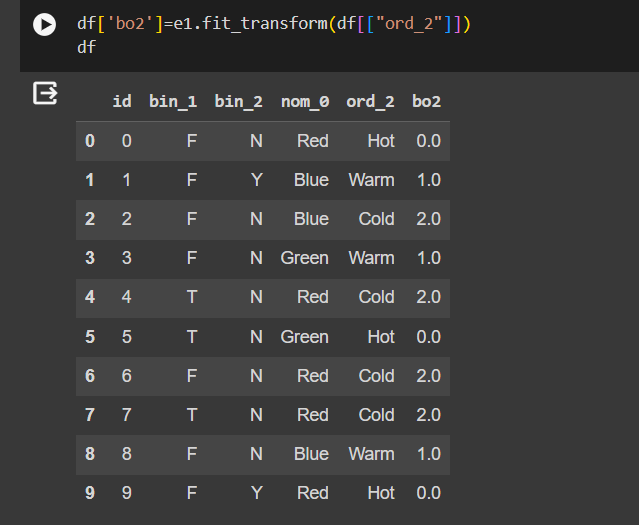 df['bo2']=e1.fit_transform(df[["ord_2"]])
df
id bin_1 bin_2 nom_0 ord_2 bo2
0 0 F N Red Hot 0.0
1 1 F Y Blue Warm 1.0
2 2 F N Blue Cold 2.0
3 3 F N Green Warm 1.0
4 4 T N Red Cold 2.0
5 5 T N Green Hot 0.0
6 6 F N Red Cold 2.0
7 7 T N Red Cold 2.0
8 8 F N Blue Warm 1.0
9 9 F Y Red Hot 0.0